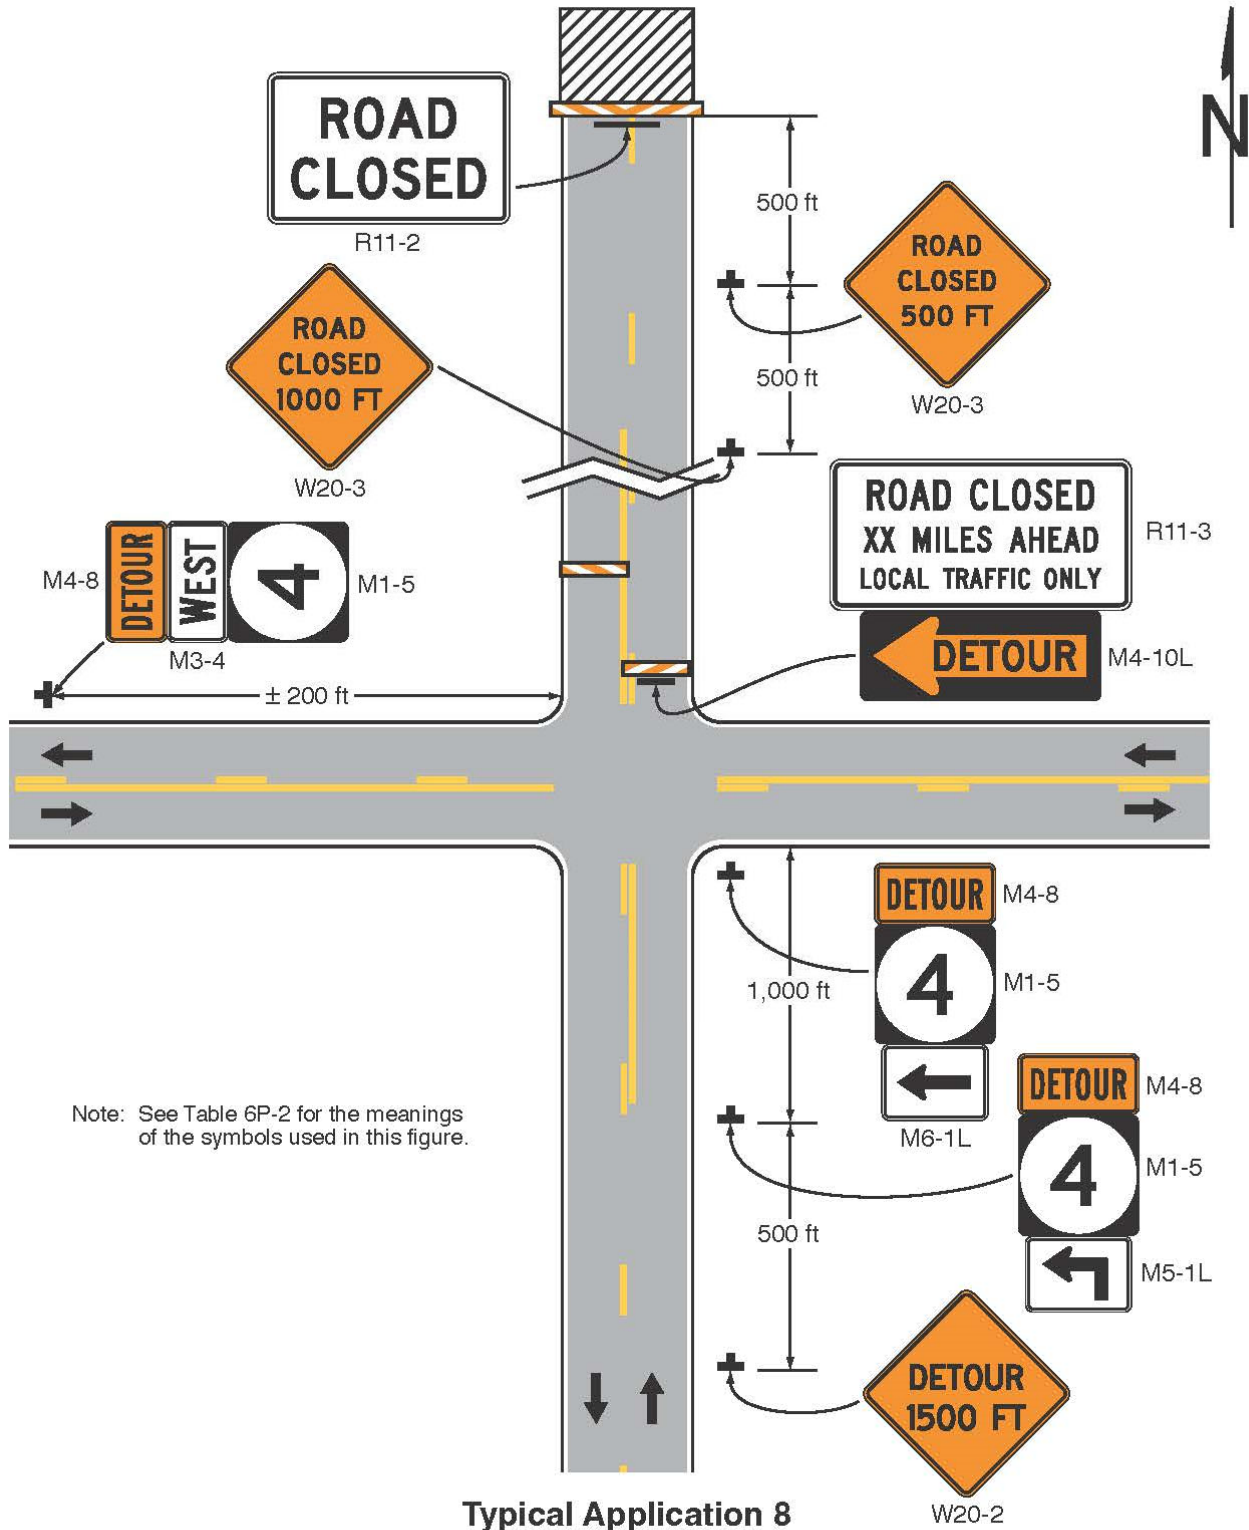 N
ROAD
CLOSED
R11-2
500 ft
ROAD
CLOSED
500 FT
W20-3
ROAD
CLOSED
1000 FT
W20-3
500 ft
ROAD CLOSED
XX MILES AHEAD
LOCAL TRAFFIC ONLY
R11-3
DETOUR
M4-10L
M4-8
DETOUR
WEST
4
M1-5
M3-4
± 200 ft
DETOUR
M4-8
4
M1-5
M6-1L
1,000 ft
DETOUR
M4-8
4
M1-5
M5-1L
500 ft
Note: See Table 6P-2 for the meanings
of the symbols used in this figure.
DETOUR
1500 FT
W20-2
Typical Application 8